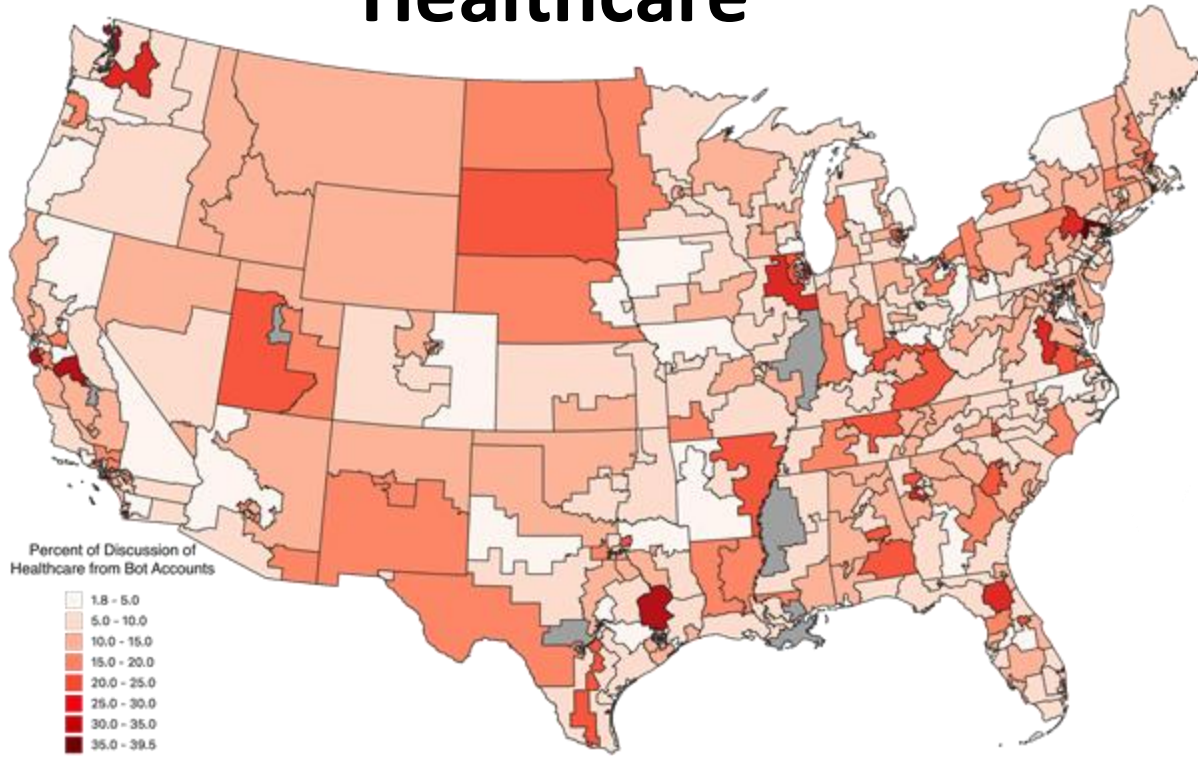 Healthcare
Percent of Discussion of
Healthcare from Bot Accounts
1.8 - 5.0
5.0 - 10.0
10.0 - 15.0
15.0 - 20.0
20.0 - 25.0
25.0 - 30.0
30.0 - 35.0
35.0 - 39.5